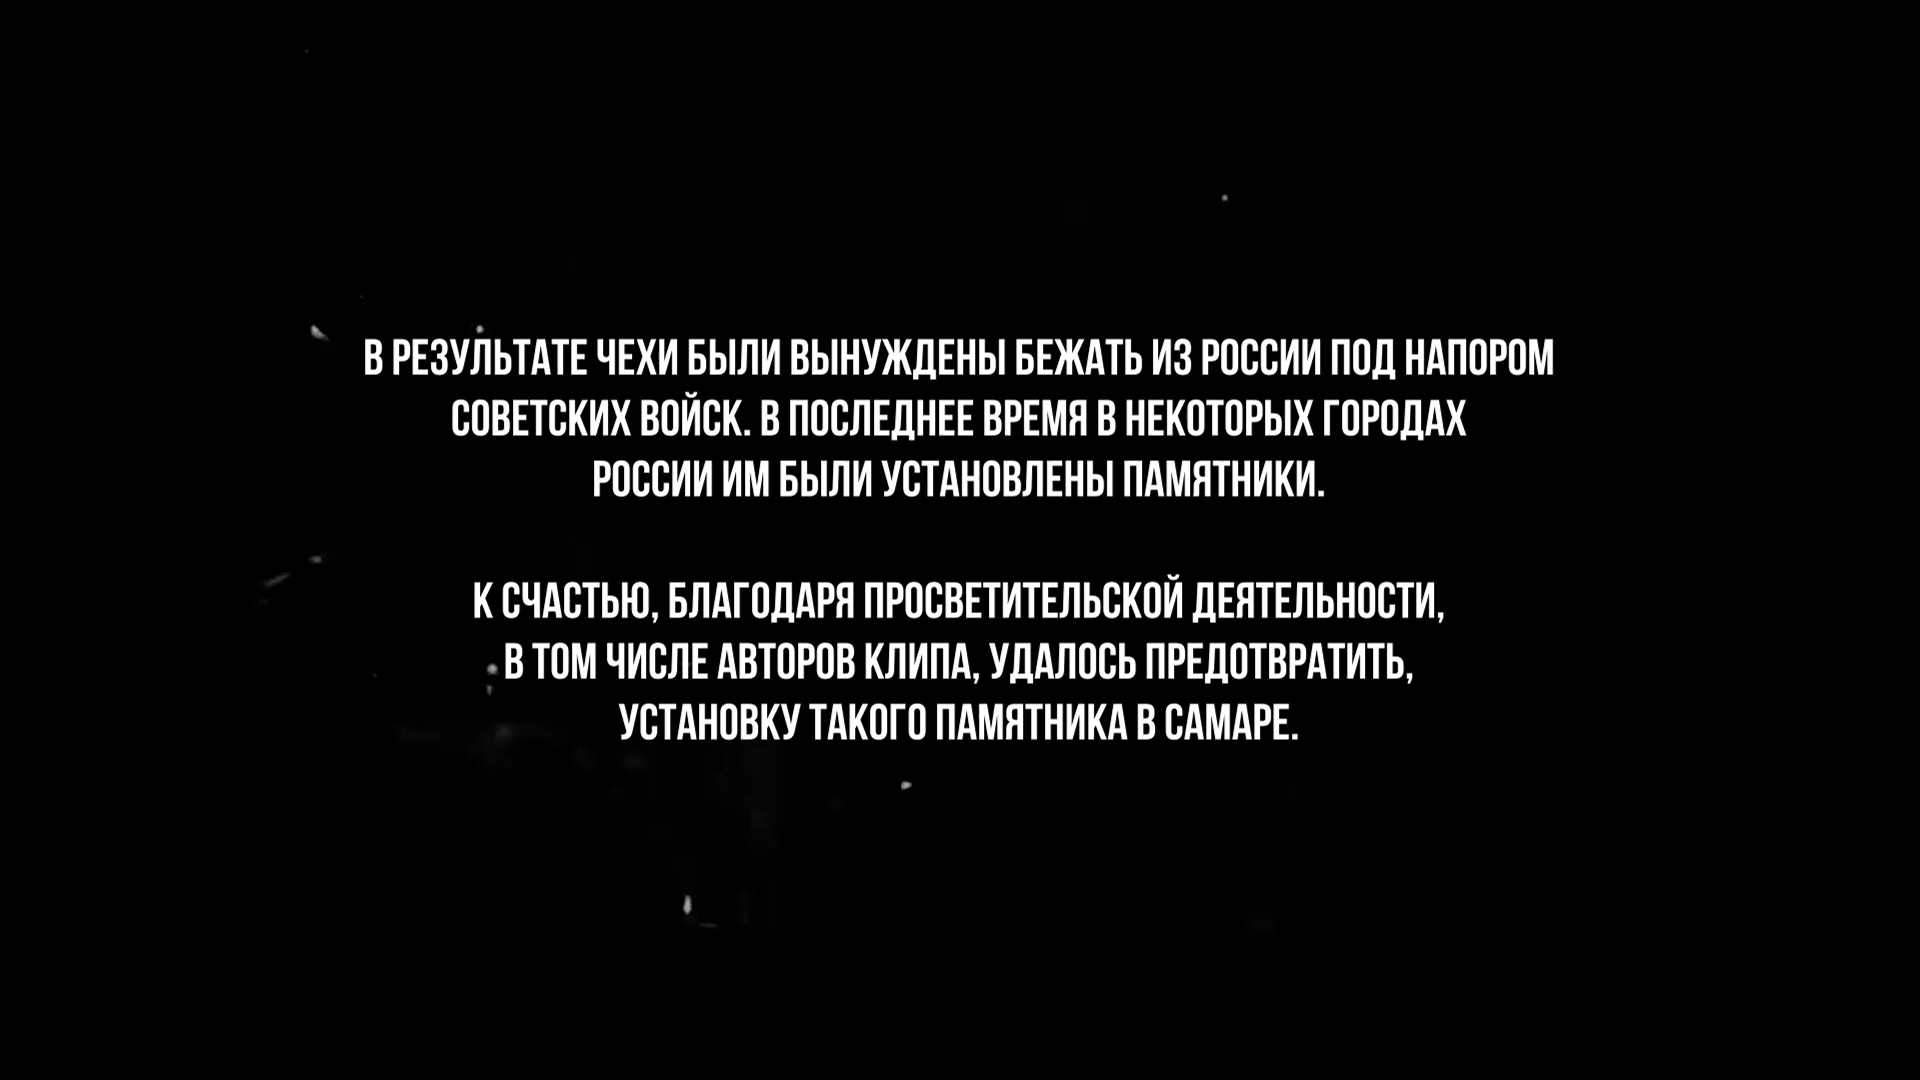 В РЕЗУЛЬТАТЕ ЧЕХИ БЫЛИ ВЫНУЖДЕНЫ БЕЖАТЬ ИЗ РОССИИ ПОД НАПОРОМ
СОВЕТСКИХ ВОЙСК. В ПОСЛЕДНЕЕ ВРЕМЯ В НЕКОТОРЫХ ГОРОДАХ
РОССИИ ИМ БЫЛИ УСТАНОВЛЕНЫ ПАМЯТНИКИ.
К СЧАСТЬЮ, БЛАГОДАРЯ ПРОСВЕТИТЕЛЬСКОЙ ДЕЯТЕЛЬНОСТИ,
В ТОМ ЧИСЛЕ АВТОРОВ КЛИПА, УДАЛОСЬ ПРЕДОТВРАТИТЬ,
УСТАНОВКУ ТАКОГО ПАМЯТНИКА В САМАРЕ.